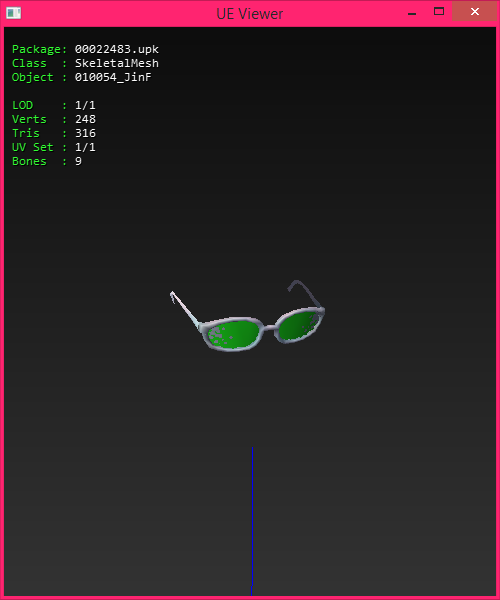 UE Viewer
Package: 00022483.upk
Class  : SkeletalMesh
Object : 010054_JinF
LOD    : 1/1
Verts  : 248
Tris   : 316
UV Set : 1/1
Bones  : 9